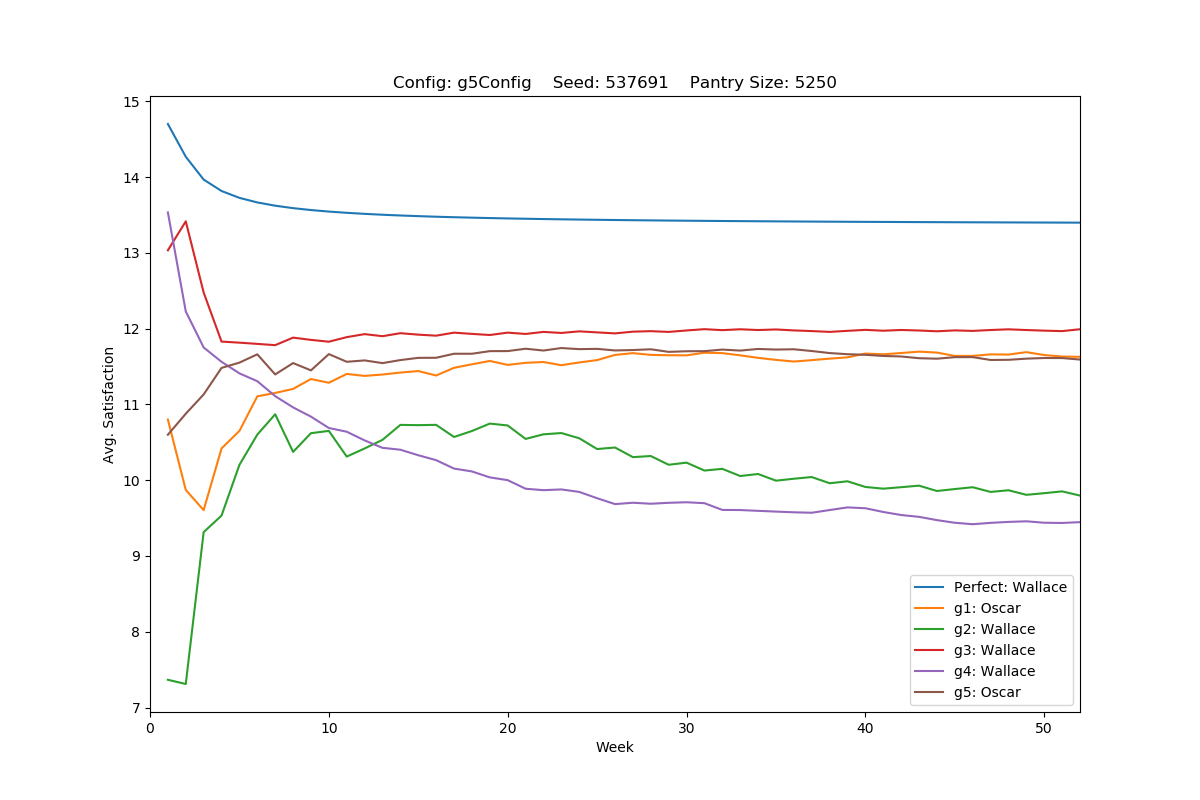 Config: g5Config    Seed: 537691    Pantry Size: 5250
15
14
13
12
11
10
9
8
7
Avg. Satisfaction
0 10 20 30 40 50
Week
Perfect: Wallace
g1: Oscar
g2: Wallace
g3: Wallace
g4: Wallace
g5: Oscar